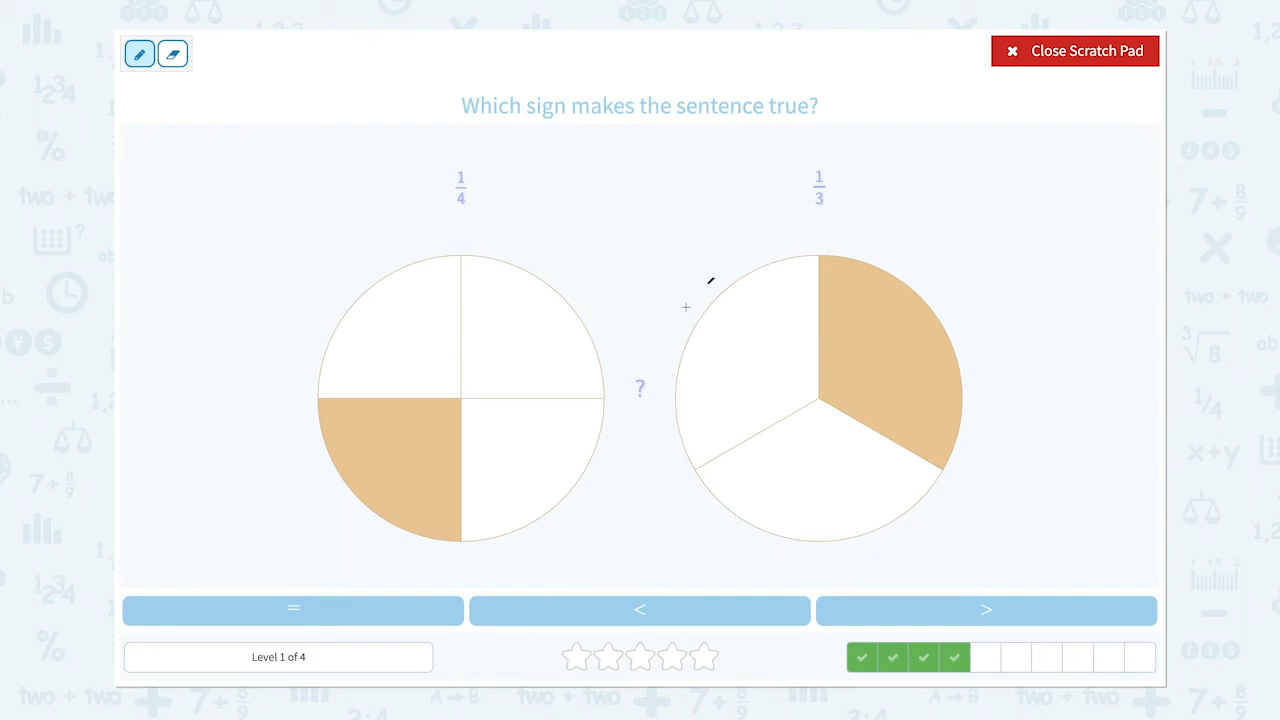 ✖ Close Scratch Pad
Which sign makes the sentence true?
1/4
1/3
?
=
<
>
Level 1 of 4